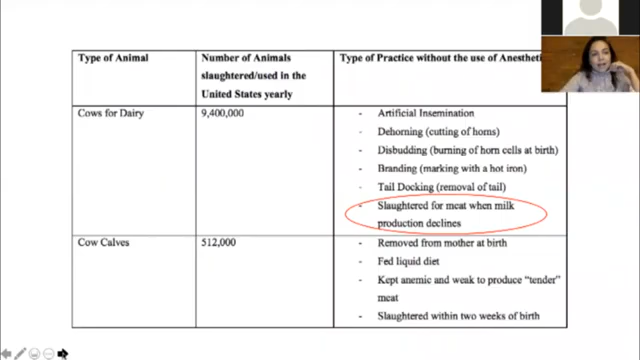 Type of Animal
Number of Animals
slaughtered/used in the
United States yearly
Type of Practice without the use of
Cows for Dairy
9,400,000
- Artificial Insemination
- Dehorning (cutting of horns)
- Disbudding (burning of horn cells at birth)
- Branding (marking with a hot iron)
- Tail Docking (removal of tail)
- Slaughtered for meat when milk
production declines
Cow Calves
512,000
- Removed from mother at birth
- Fed liquid diet
- Kept anemic and weak to produce “tender”
meat
- Slaughtered within two weeks of birth